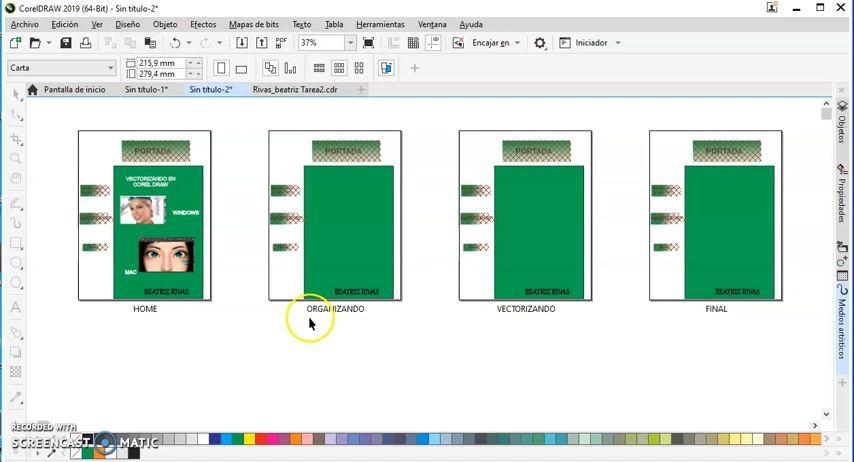 CorelDRAW 2019 (64-Bit) - Sin título-2*
Archivo Edición Ver Diseño Objeto Efectos Mapas de bits Texto Tabla Herramientas Ventana Ayuda
PDF 37% Encajar en Iniciador
Carta 215,9 mm
279,4 mm
Pantalla de inicio Sin título-1* Sin título-2* Rivas_beatriz Tarea2.cdr
PORTADA PORTADA PORTADA PORTADA
VECTORIZANDO EN
COREL DRAW
WINDOWS
MAC
BEATRIZ RIVAS BEATRIZ RIVAS BEATRIZ RIVAS BEATRIZ RIVAS
HOME ORGANIZANDO VECTORIZANDO FINAL
Objetos
Propiedades
Medios artísticos
RECORDED WITH
SCREENCAST MATIC